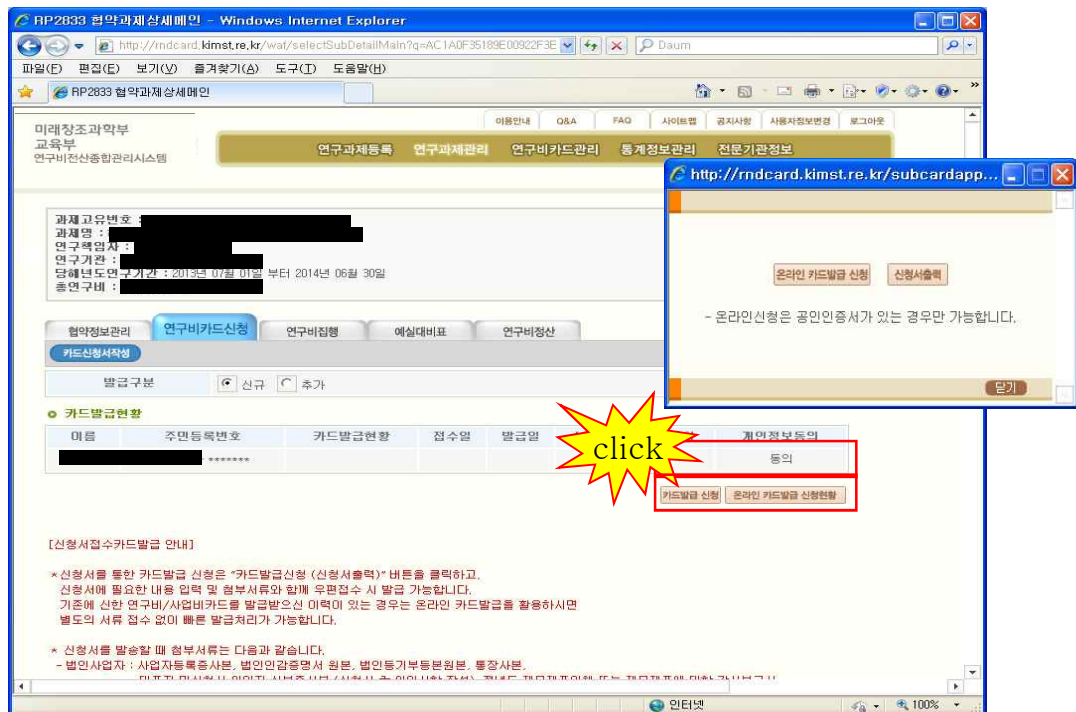 RP2833 협약과제상세메인 - Windows Internet Explorer
http://rndcard.kimst.re.kr/waf/selectSubDetailMain?q=AC1A0F35189E00922F3E
Daum
파일(F) 편집(E) 보기(V) 즐겨찾기(A) 도구(T) 도움말(H)
RP2833 협약과제상세메인
이용안내 Q&A FAQ 사이트맵 공지사항 사용자정보변경 로그아웃
미래창조과학부
교육부
연구비전산종합관리시스템
연구과제등록 연구과제관리 연구비카드관리 통계정보관리 전문기관정보
http://rndcard.kimst.re.kr/subcardapp...
온라인 카드발급 신청 신청서출력
- 온라인신청은 공인인증서가 있는 경우만 가능합니다.
닫기
과제고유번호 :
과제명 :
연구책임자 :
연구기관 :
당해년도연구기간 : 2013년 07월 01일 부터 2014년 06월 30일
총연구비 :
협약정보관리 연구비카드신청 연구비집행 예실대비표 연구비정산
카드신청서작성
발급구분 신규 추가
카드발급현황
이름 주민등록번호 카드발급현황 접수일 발급일 개인정보동의
*******
동의
click
카드발급 신청 온라인 카드발급 신청현황
[신청서접수카드발급 안내]
* 신청서를 통한 카드발급 신청은 "카드발급신청 (신청서출력)" 버튼을 클릭하고,
신청서에 필요한 내용 입력 및 첨부서류와 함께 우편접수 시 발급 가능합니다.
기존에 신한 연구비/사업비카드를 발급받으신 이력이 있는 경우는 온라인 카드발급을 활용하시면
별도의 서류 접수 없이 빠른 발급처리가 가능합니다.
* 신청서를 발송할 때 첨부서류는 다음과 같습니다.
- 법인사업자 : 사업자등록증사본, 법인인감증명서 원본, 법인등기부등본원본, 통장사본,
인터넷 100%